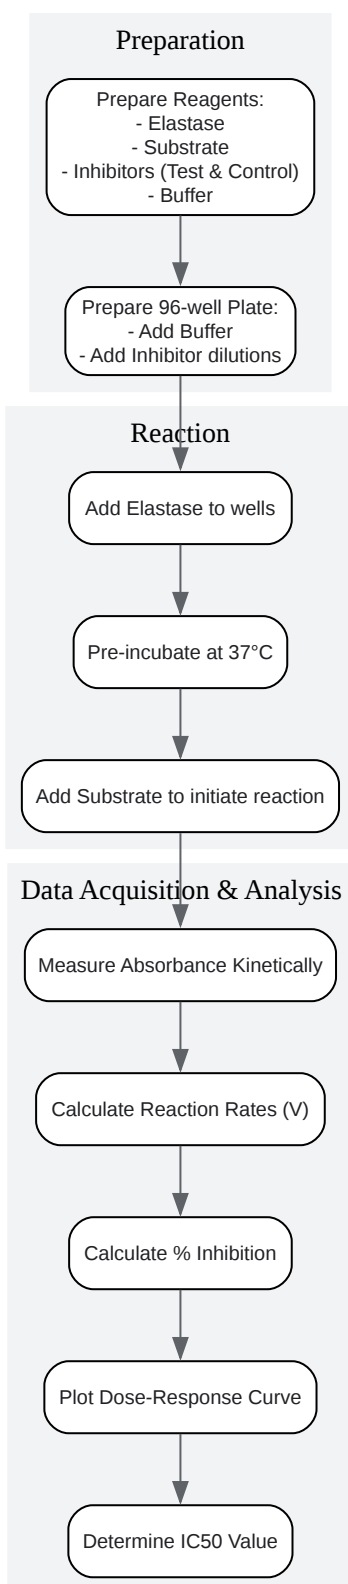 Preparation
Prepare Reagents:
- Elastase
- Substrate
- Inhibitors (Test & Control)
- Buffer
Prepare 96-well Plate:
- Add Buffer
- Add Inhibitor dilutions
Reaction
Add Elastase to wells
Pre-incubate at 37°C
Add Substrate to initiate reaction
Data Acquisition & Analysis
Measure Absorbance Kinetically
Calculate Reaction Rates (V)
Calculate % Inhibition
Plot Dose-Response Curve
Determine IC50 Value